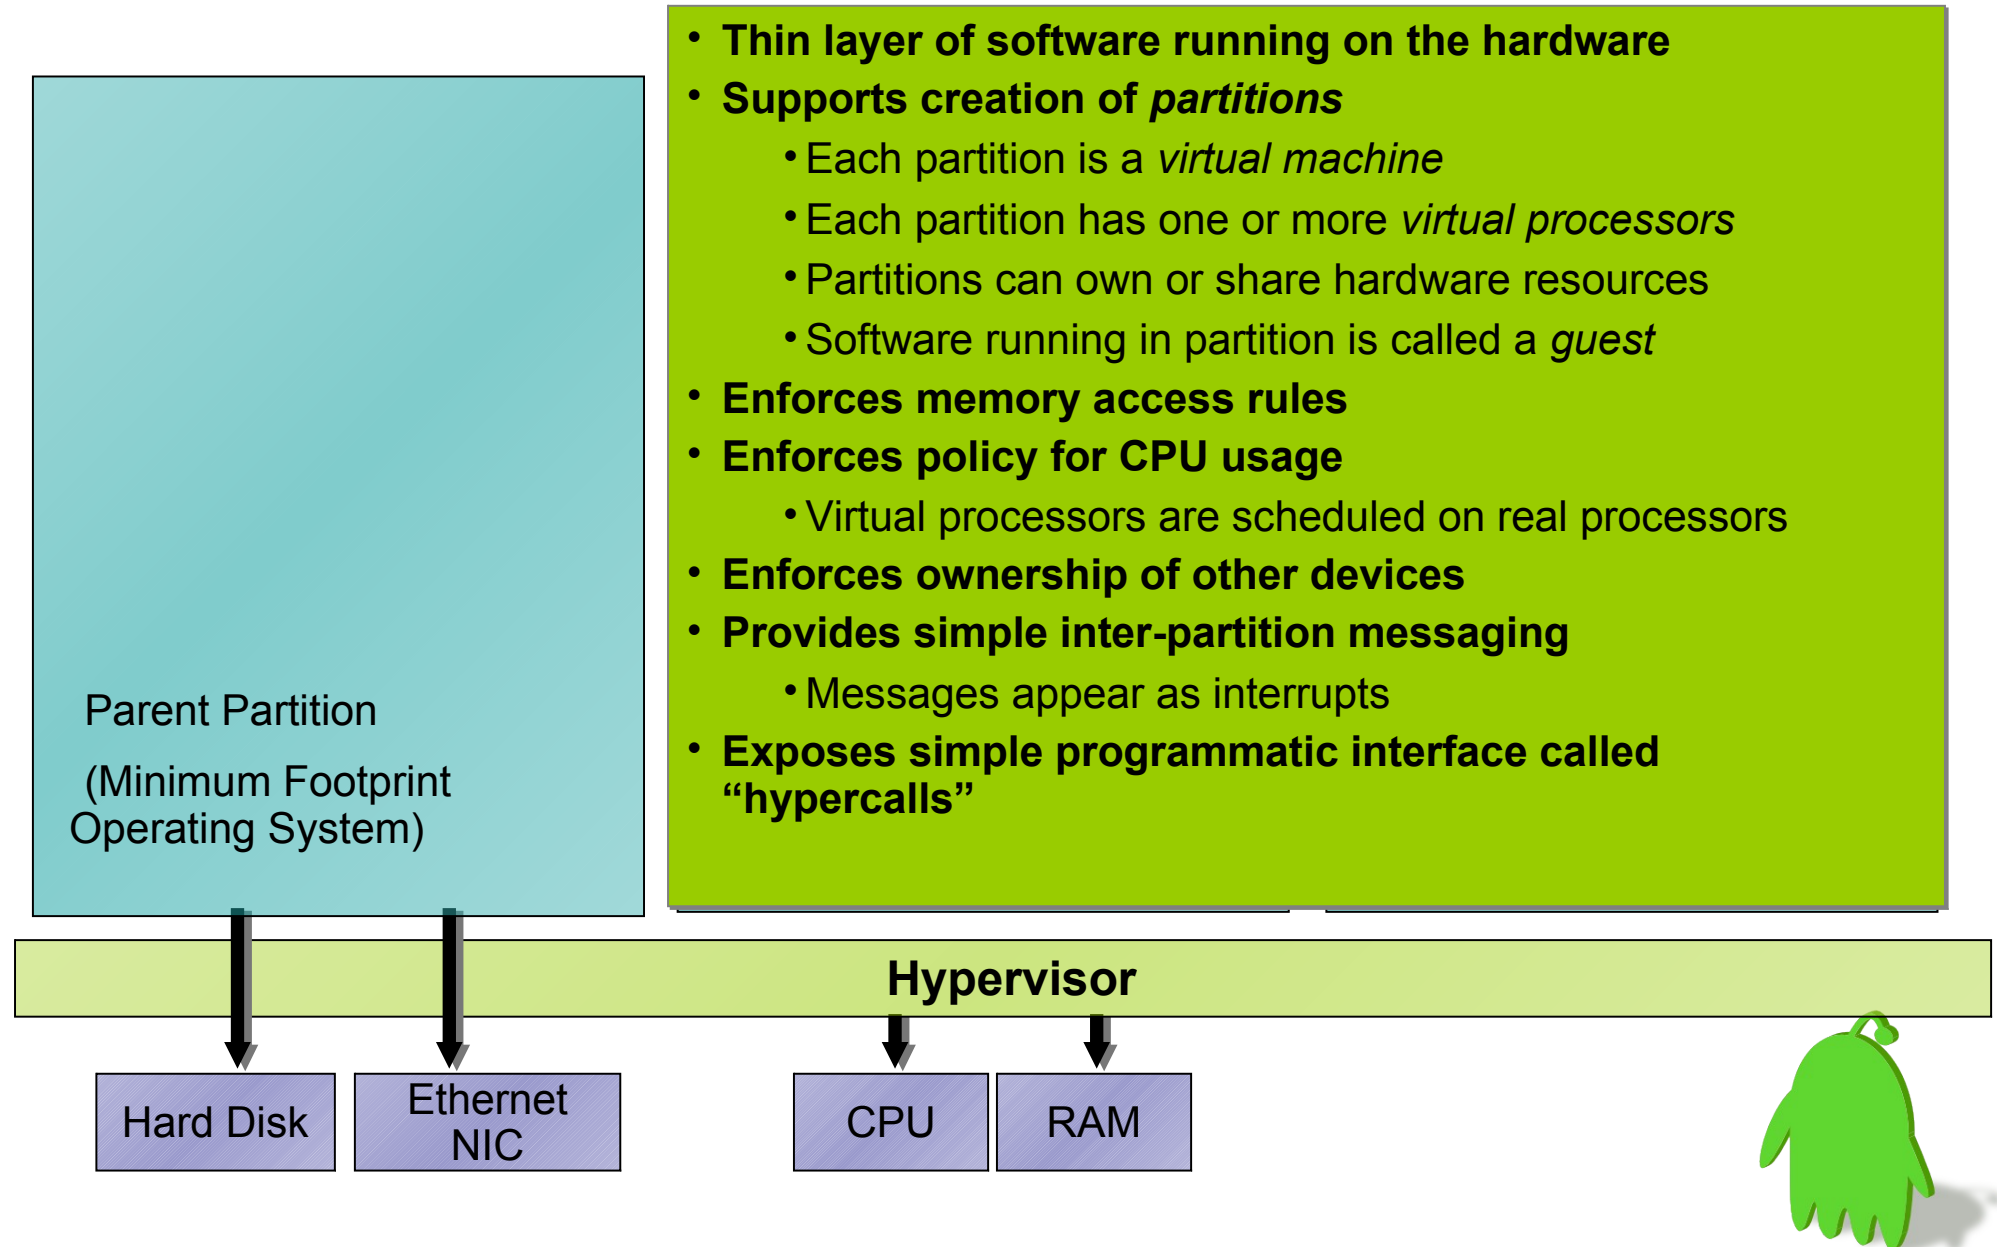 • Thin layer of software running on the hardware
• Supports creation of partitions
• Each partition is a virtual machine
• Each partition has one or more virtual processors
• Partitions can own or share hardware resources
• Software running in partition is called a guest
• Enforces memory access rules
• Enforces policy for CPU usage
• Virtual processors are scheduled on real processors
• Enforces ownership of other devices
• Provides simple inter-partition messaging
• Messages appear as interrupts
• Exposes simple programmatic interface called
“hypercalls”
Parent Partition
(Minimum Footprint
Operating System)
Hypervisor
Hard Disk
Ethernet
NIC
CPU
RAM